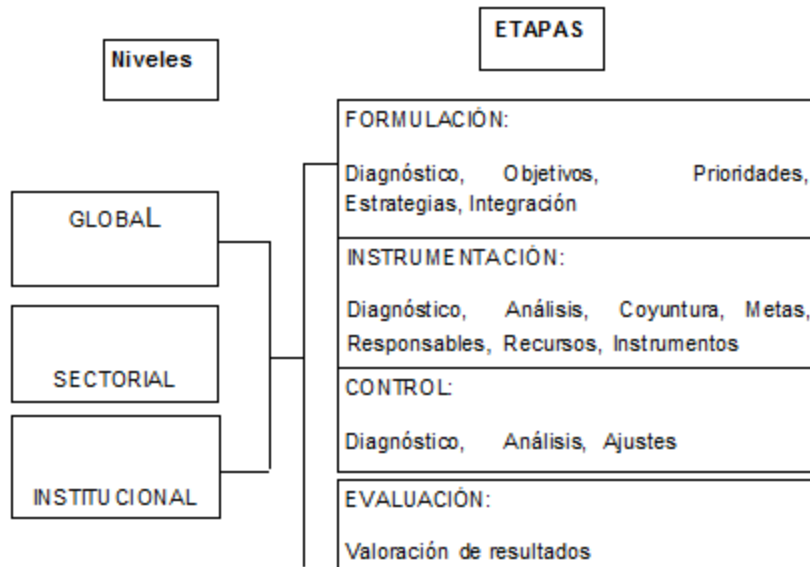 Niveles
ETAPAS
GLOBAL
SECTORIAL
INSTITUCIONAL
FORMULACIÓN:
Diagnóstico, Objetivos, Prioridades,
Estrategias, Integración
INSTRUMENTACIÓN:
Diagnóstico, Análisis, Coyuntura, Metas,
Responsables, Recursos, Instrumentos
CONTROL:
Diagnóstico, Análisis, Ajustes
EVALUACIÓN:
Valoración de resultados